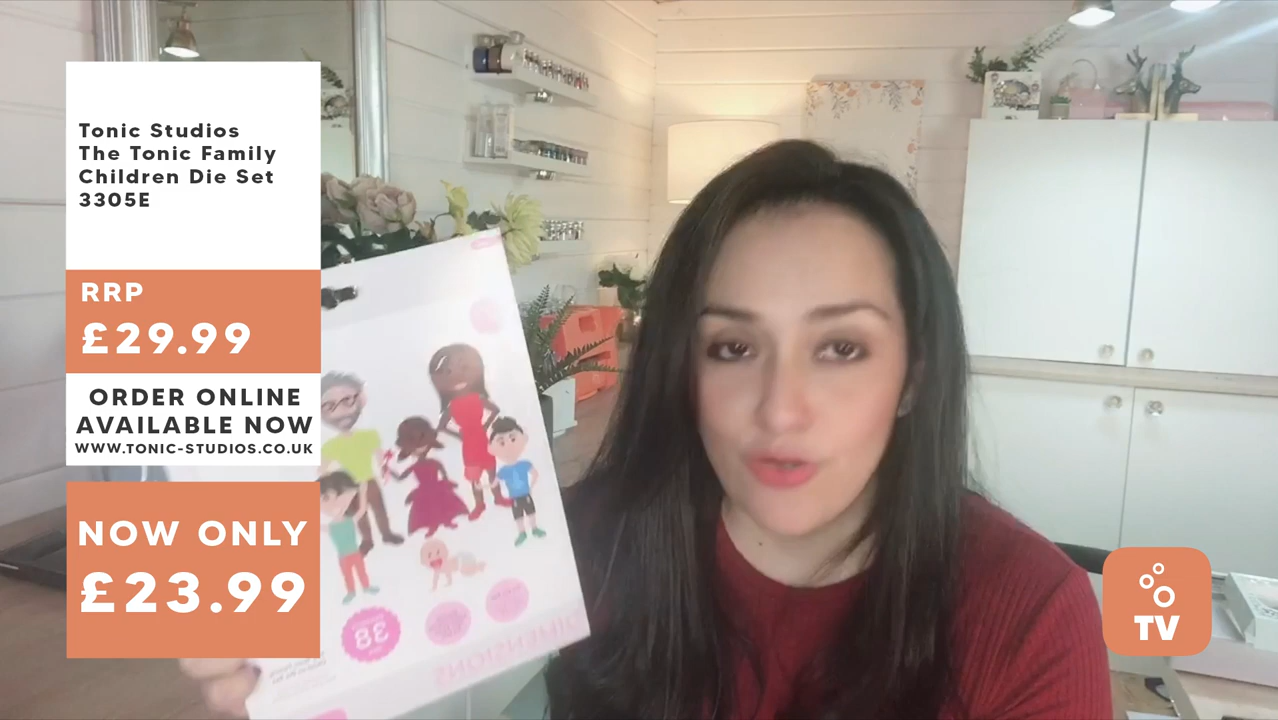 Tonic Studios
The Tonic Family
Children Die Set
3305E
RRP
£29.99
ORDER ONLINE
AVAILABLE NOW
WWW.TONIC-STUDIOS.CO.UK
NOW ONLY
£23.99
38
DIMENSIONS
TV